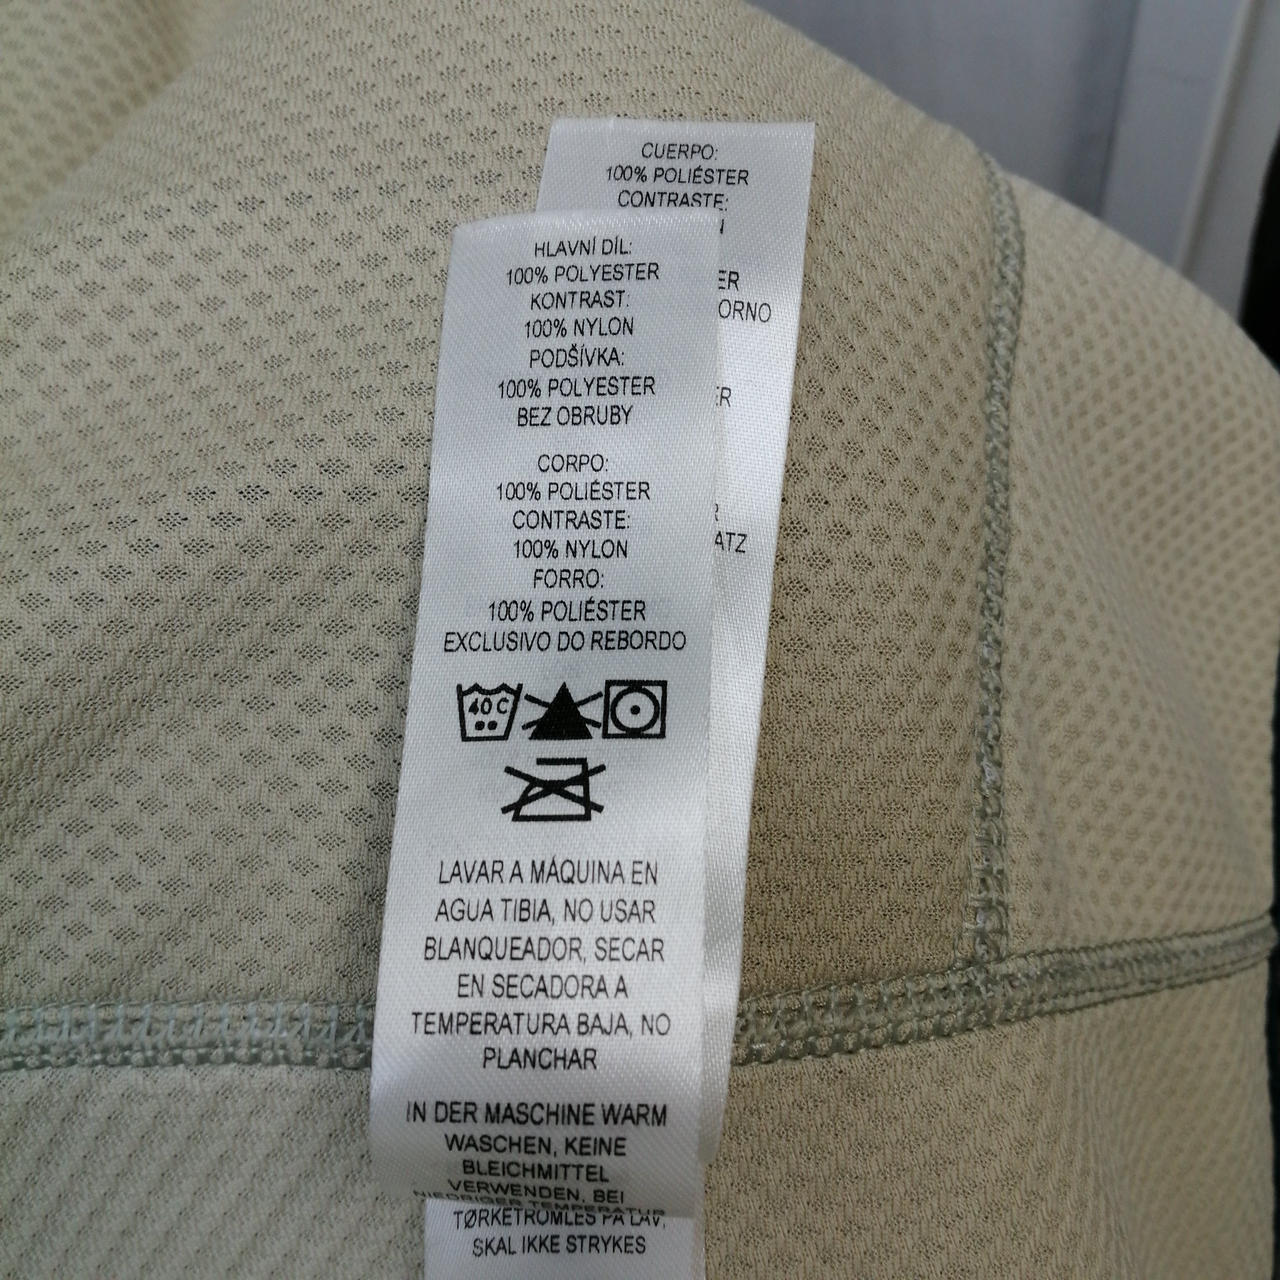 CUERPO:
100% POLIÉSTER
CONTRASTE:
HLAVNÍ DÍL:
100% POLYESTER
KONTRAST:
100% NYLON
PODŠÍVKA:
100% POLYESTER
BEZ OBRUBY
CORPO:
100% POLIÉSTER
CONTRASTE:
100% NYLON
FORRO:
100% POLIÉSTER
EXCLUSIVO DO REBORDO
40 C
LAVAR A MÁQUINA EN
AGUA TIBIA, NO USAR
BLANQUEADOR, SECAR
EN SECADORA A
TEMPERATURA BAJA, NO
PLANCHAR
IN DER MASCHINE WARM
WASCHEN, KEINE
BLEICHMITTEL
VERWENDEN, BEI
NIEDRIGER TEMPERATUR
TØRKETROMLES PÅ LAV,
SKAL IKKE STRYKES